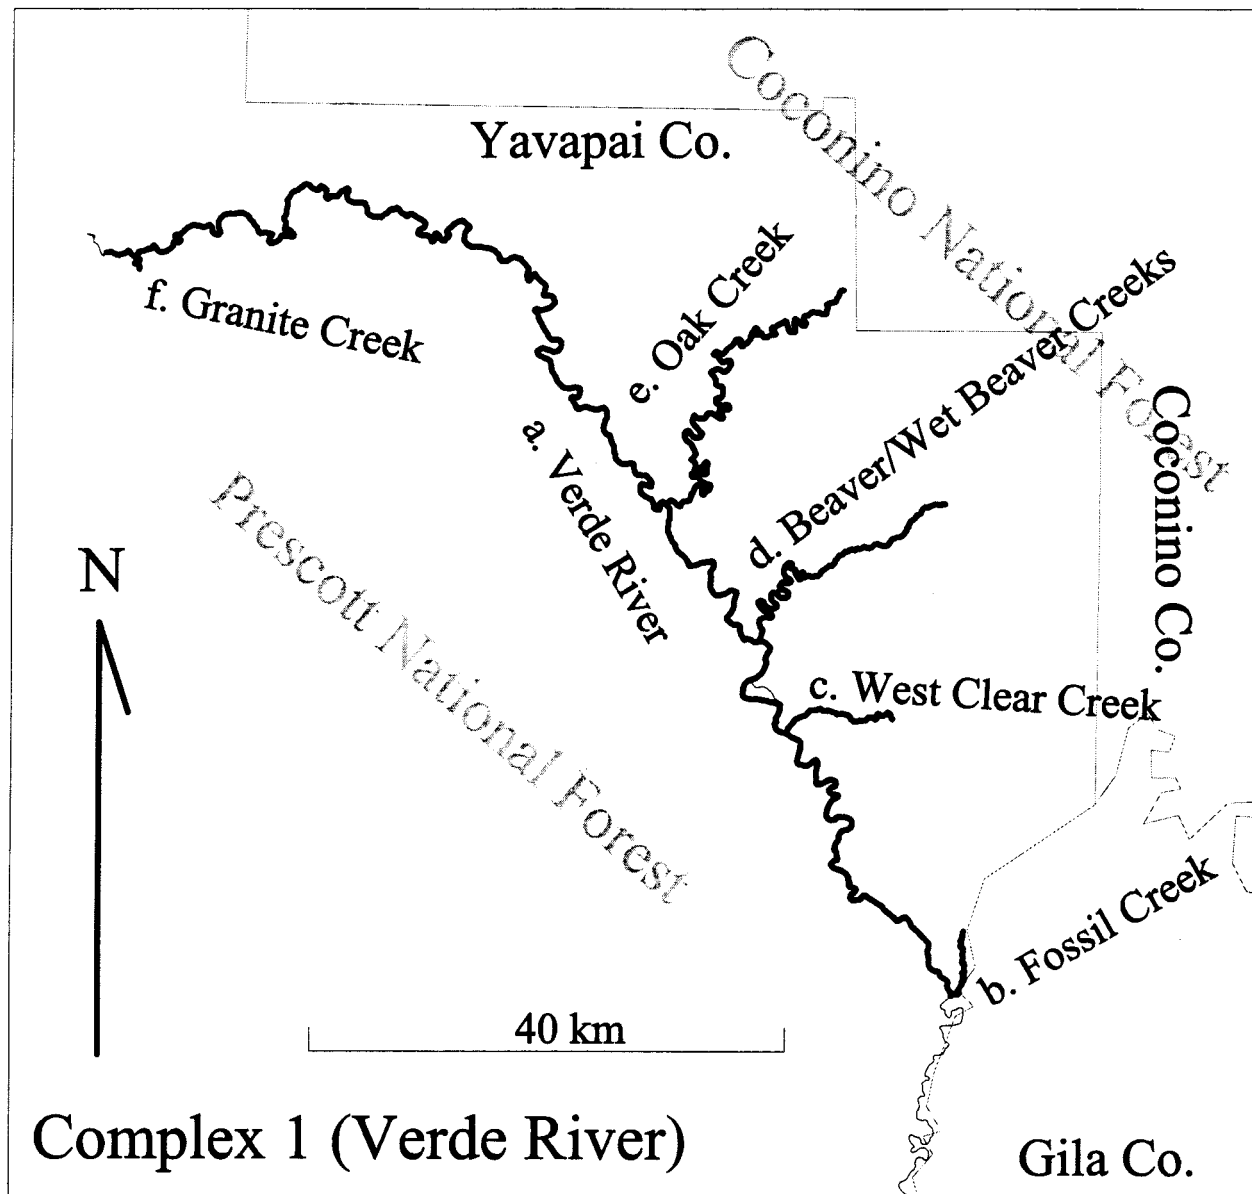 Coconino National Forest
Yavapai Co.
f. Granite Creek
e. Oak Creek
d. Beaver/Wet Beaver Creeks
a. Verde River
Coconino Co.
Prescott National Forest
N
c. West Clear Creek
b. Fossil Creek
40 km
Complex 1 (Verde River)
Gila Co.